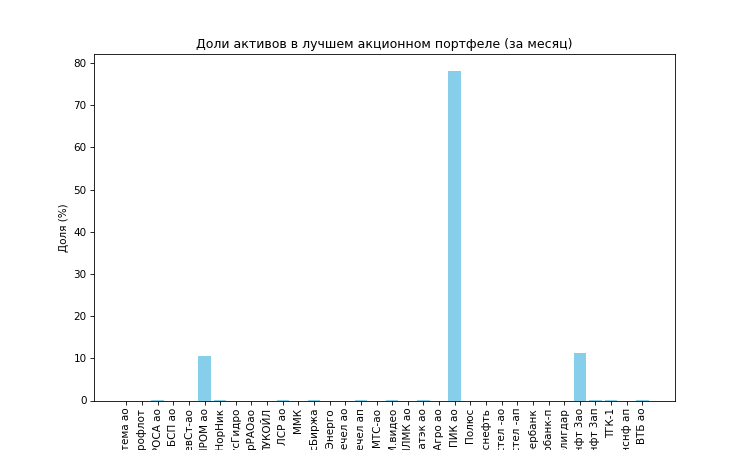 Доли активов в лучшем акционном портфеле (за месяц)
80
70
60
50
40
30
20
10
0
Доля (%)
тема ао
рофлот
РОСА ао
БСП ао
евСт-ао
ПРОМ ао
НорНик
сГидро
рРАОао
ЛУКОЙЛ
ЛСР ао
ММК
сБиржа
Энерго
ечел ао
ечел ап
МТС-ао
М.видео
ЛМК ао
атэк ао
Агро ао
ПИК ао
Полюс
снефть
стел -ао
стел -ап
ербанк
рбанк-п
лигдар
нфт 3ао
нфт 3ап
ТГК-1
нснф ап
ВТБ ао